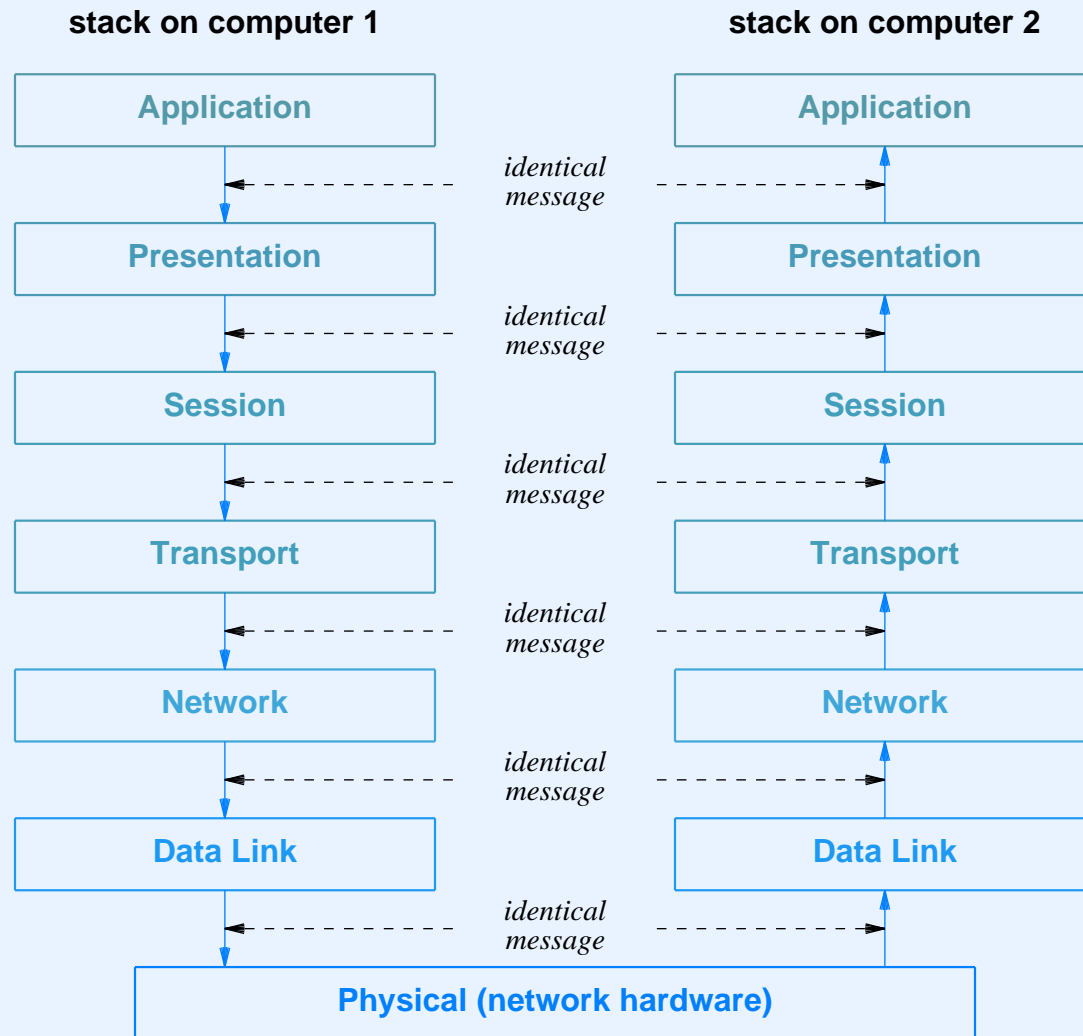 stack on computer 1
stack on computer 2
Application
Application
identical
message
Presentation
Presentation
identical
message
Session
Session
identical
message
Transport
Transport
identical
message
Network
Network
identical
message
Data Link
Data Link
identical
message
Physical (network hardware)